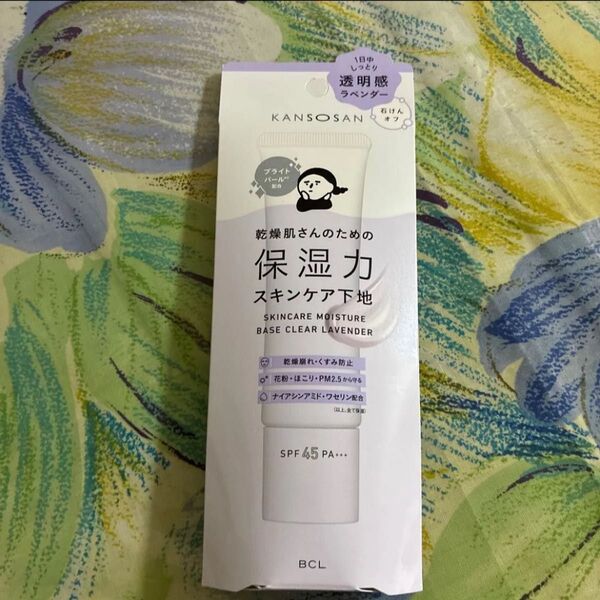 1日中
しっとり
透明感
ラベンダー
石けん
オフ
KANSOSAN
ブライト
パール
配合
乾燥肌さんのための
保湿力
スキンケア下地
SKINCARE MOISTURE
BASE CLEAR LAVENDER
乾燥崩れ・くすみ防止
花粉・ほこり・PM2.5から守る
ナイアシンアミド・ワセリン配合
(以上、全て保湿)
SPF 45 PA+++
BCL